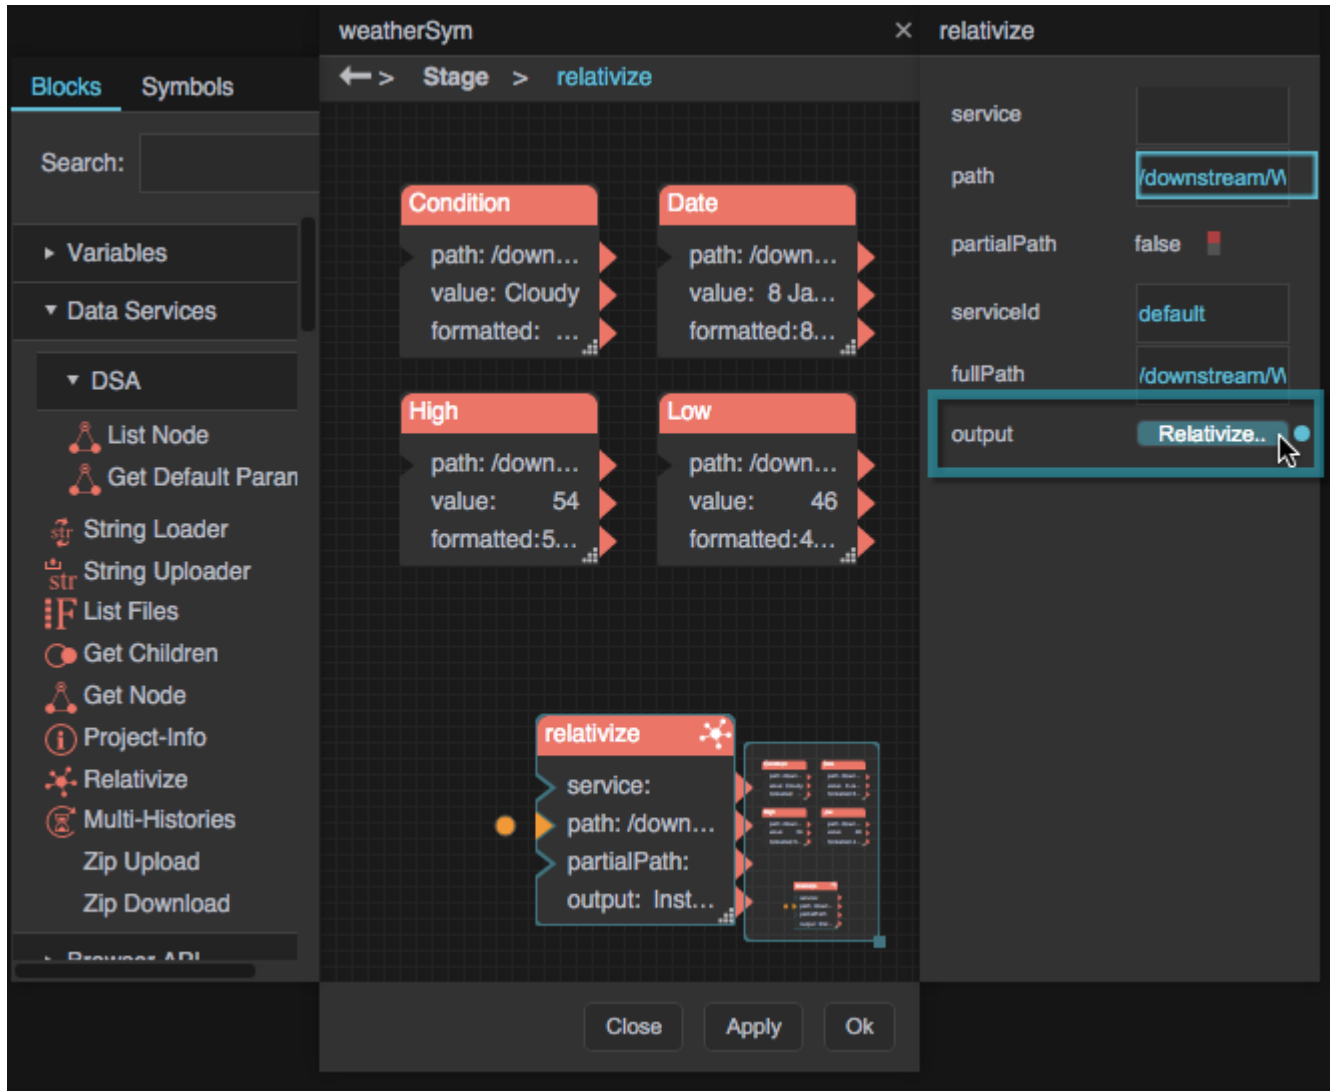 weatherSym
×
relativize
Blocks
Symbols
> Stage > relativize
Search:
Variables
Data Services
DSA
List Node
Get Default Paran
str String Loader
str String Uploader
F List Files
Get Children
Get Node
i Project-Info
Relativize
Multi-Histories
Zip Upload
Zip Download
Browser API
Condition
path: /down...
value: Cloudy
formatted: ...
Date
path: /down...
value: 8 Ja...
formatted:8...
High
path: /down...
value: 54
formatted:5...
Low
path: /down...
value: 46
formatted:4...
relativize
service:
path: /down...
partialPath:
output: Inst...
Close
Apply
Ok
service
path /downstream/W
partialPath false
serviceId default
fullPath /downstream/W
output Relativize..